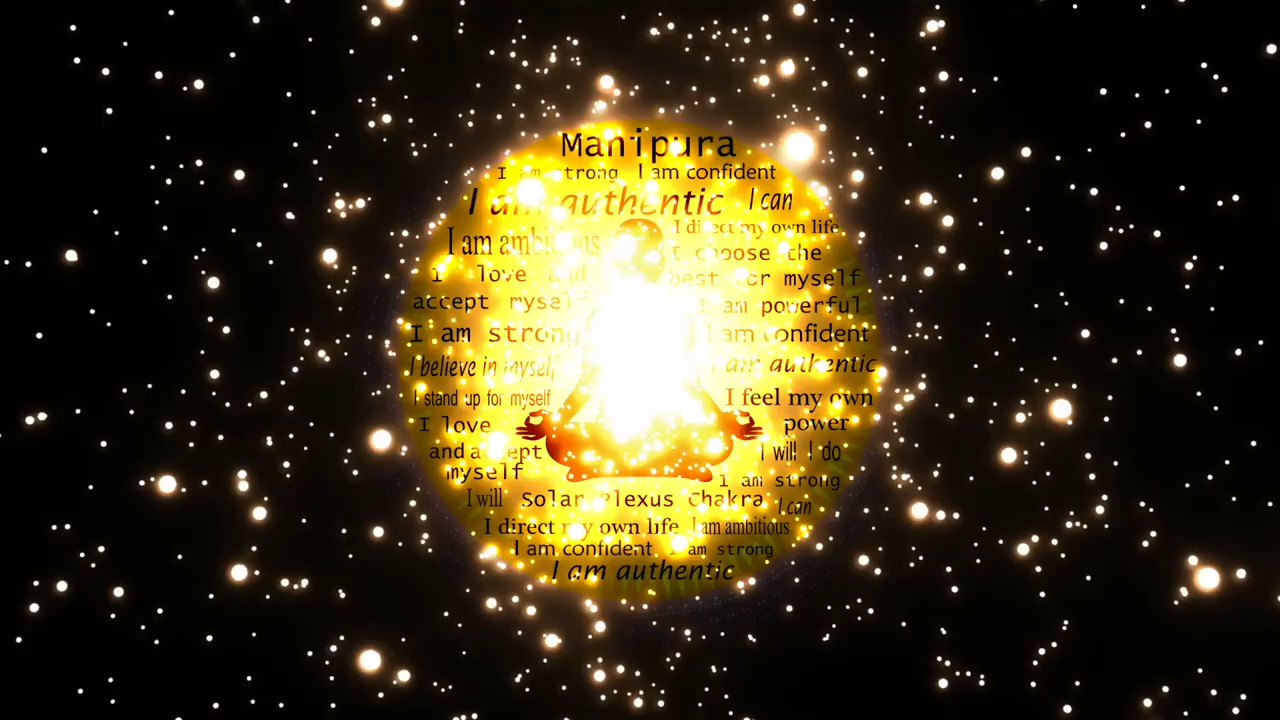 Manipura
I am strong I am confident
I am authentic I can
I direct my own life
I am ambitious
I choose the
I love and
best for myself
accept myself
I am powerful
I am strong
I am confident
I believe in myself
I am authentic
I stand up for myself
I feel my own
I love
power
and accept
I will I do
myself
I am strong
I will Solar Plexus Chakra I can
I direct my own life I am ambitious
I am confident I am strong
I am authentic